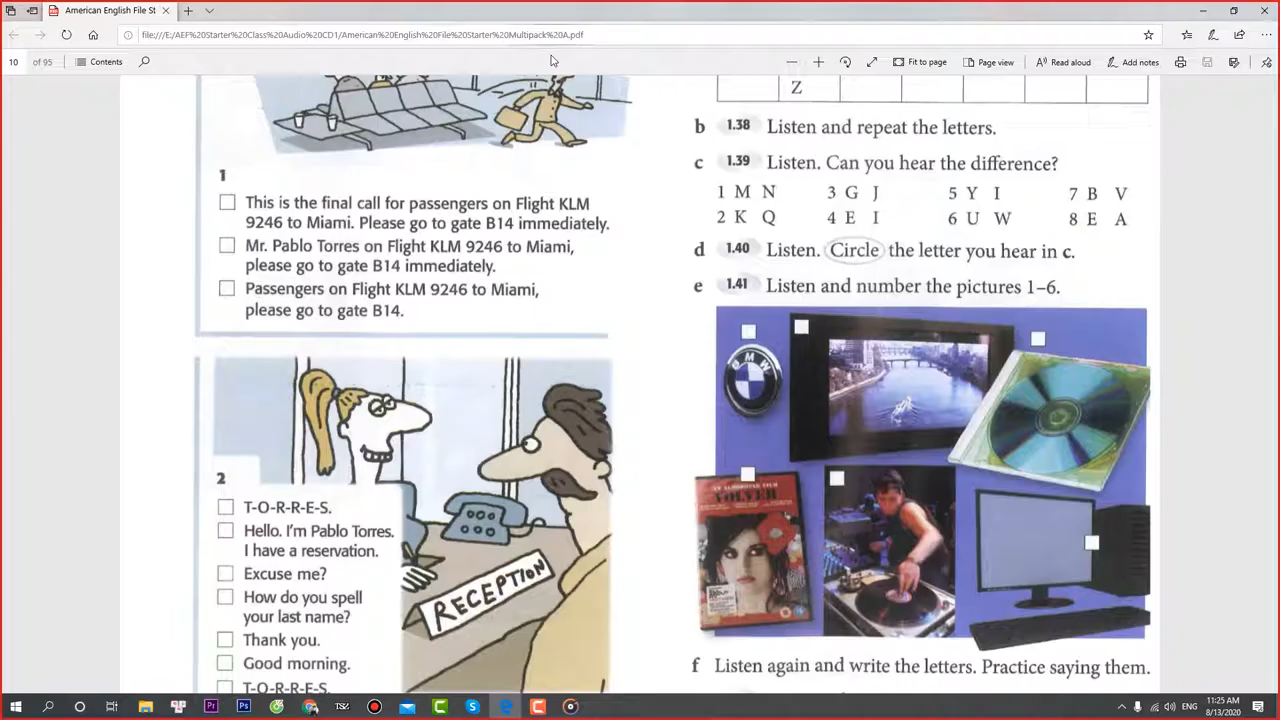 American English File St
file:///E:/AEF%20Starter%20Class%20Audio%20CD1/American%20English%20File%20Starter%20Multipack%20A.pdf
10 of 95
Contents
Fit to page
Page view
Read aloud
Add notes
1
This is the final call for passengers on Flight KLM
9246 to Miami. Please go to gate B14 immediately.
Mr. Pablo Torres on Flight KLM 9246 to Miami,
please go to gate B14 immediately.
Passengers on Flight KLM 9246 to Miami,
please go to gate B14.
2
T-O-R-R-E-S.
Hello. I'm Pablo Torres.
I have a reservation.
Excuse me?
How do you spell
your last name?
Thank you.
Good morning.
T-O-R-R-E-S.
RECEPTION
Z
b 1.38 Listen and repeat the letters.
c 1.39 Listen. Can you hear the difference?
1 M N 3 G J 5 Y I 7 B V
2 K Q 4 E I 6 U W 8 E A
d 1.40 Listen. Circle the letter you hear in c.
e 1.41 Listen and number the pictures 1–6.
BMW
VOLVER
f Listen again and write the letters. Practice saying them.
11:25 AM
8/13/2020